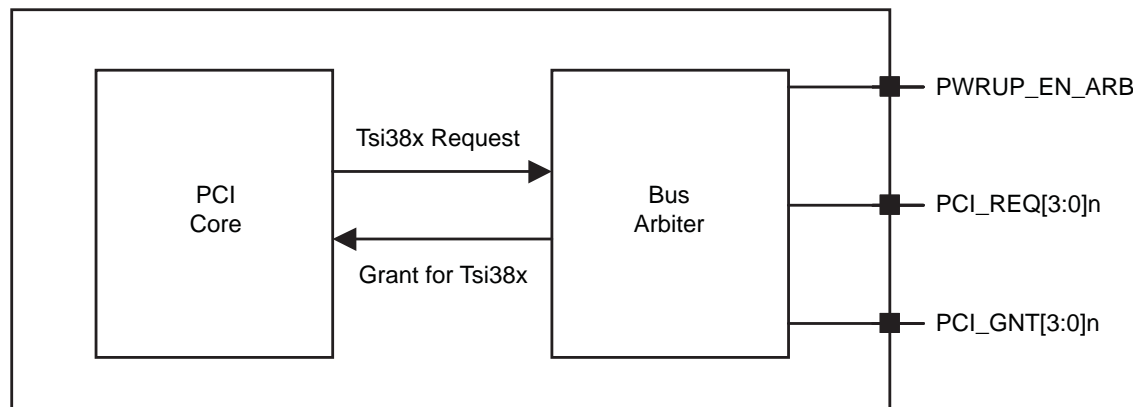 PWRUP_EN_ARB
Tsi38x Request
PCI
Core
Bus
Arbiter
PCI_REQ[3:0]n
Grant for Tsi38x
PCI_GNT[3:0]n